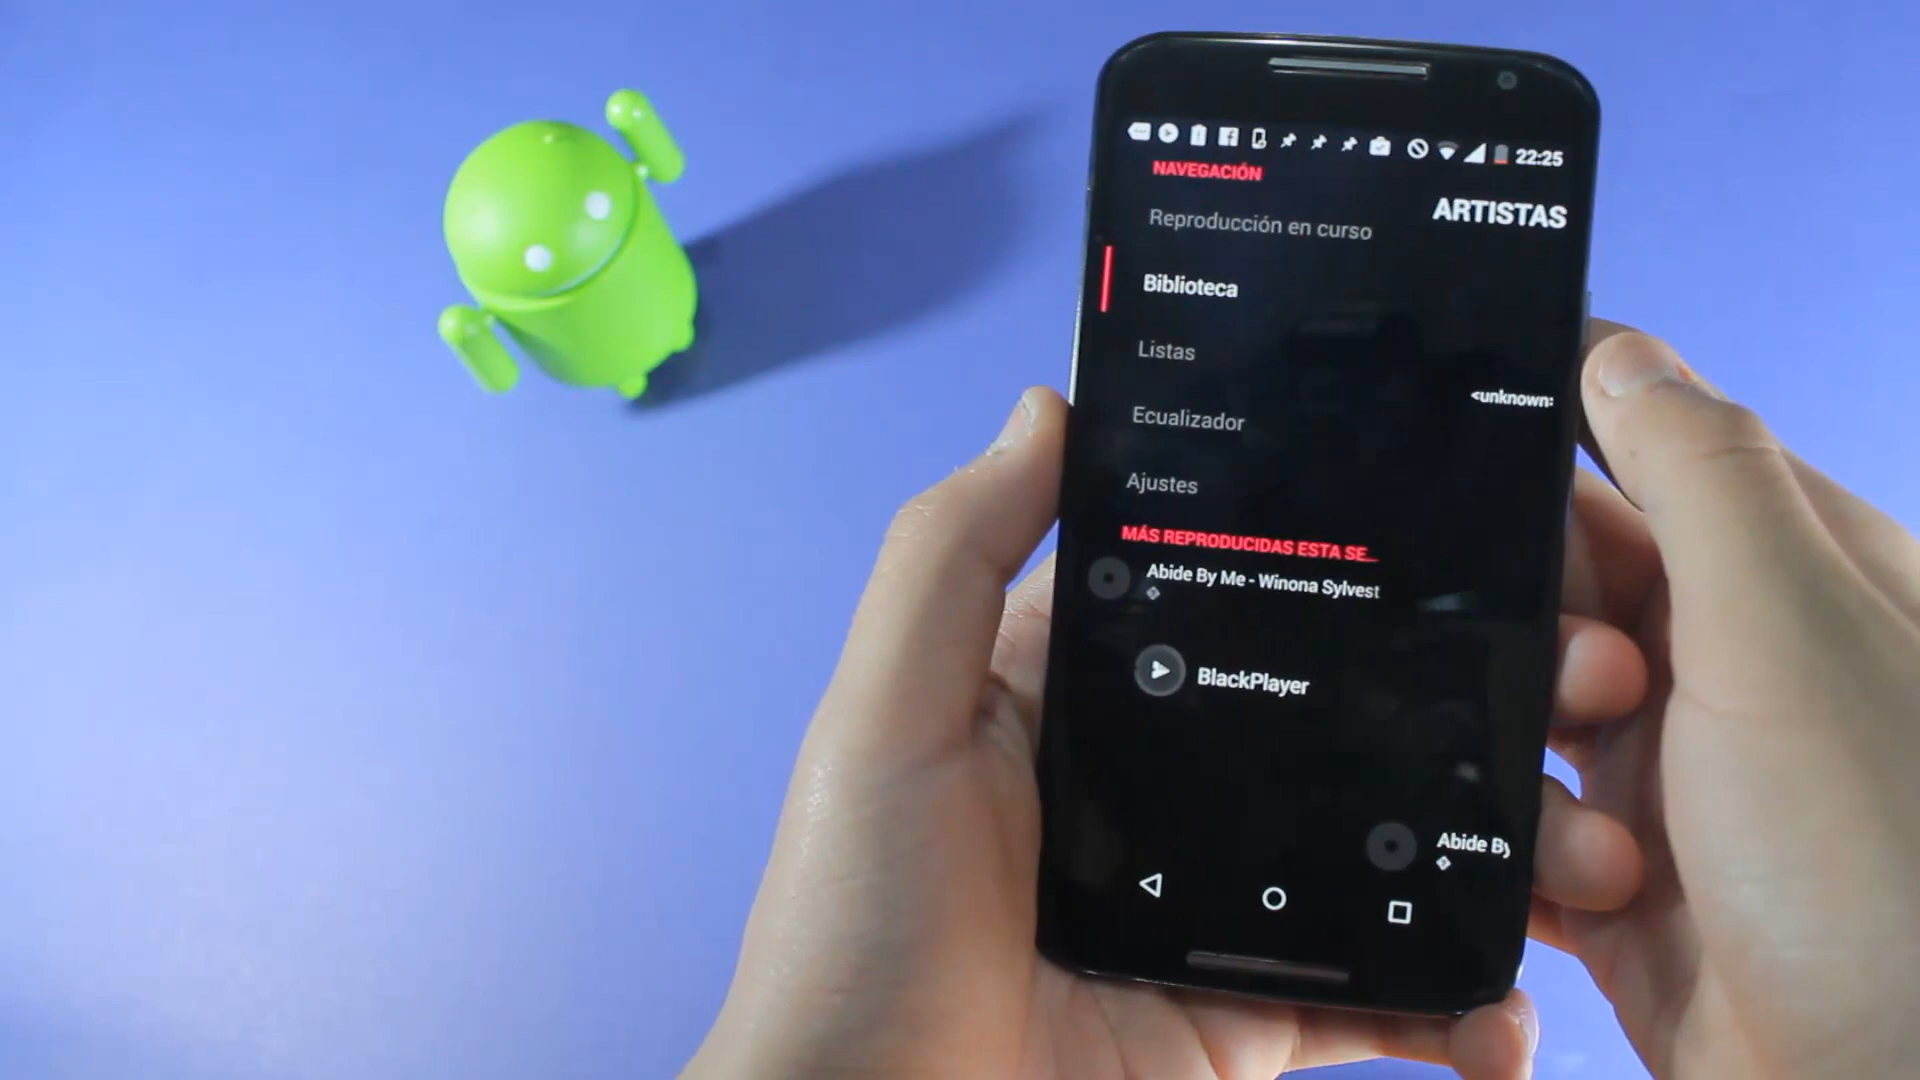 22:25
NAVEGACIÓN
ARTISTAS
Reproducción en curso
Biblioteca
Listas
<unknown>
Ecualizador
Ajustes
MÁS REPRODUCIDAS ESTA SE...
Abide By Me - Winona Sylvest
BlackPlayer
Abide By